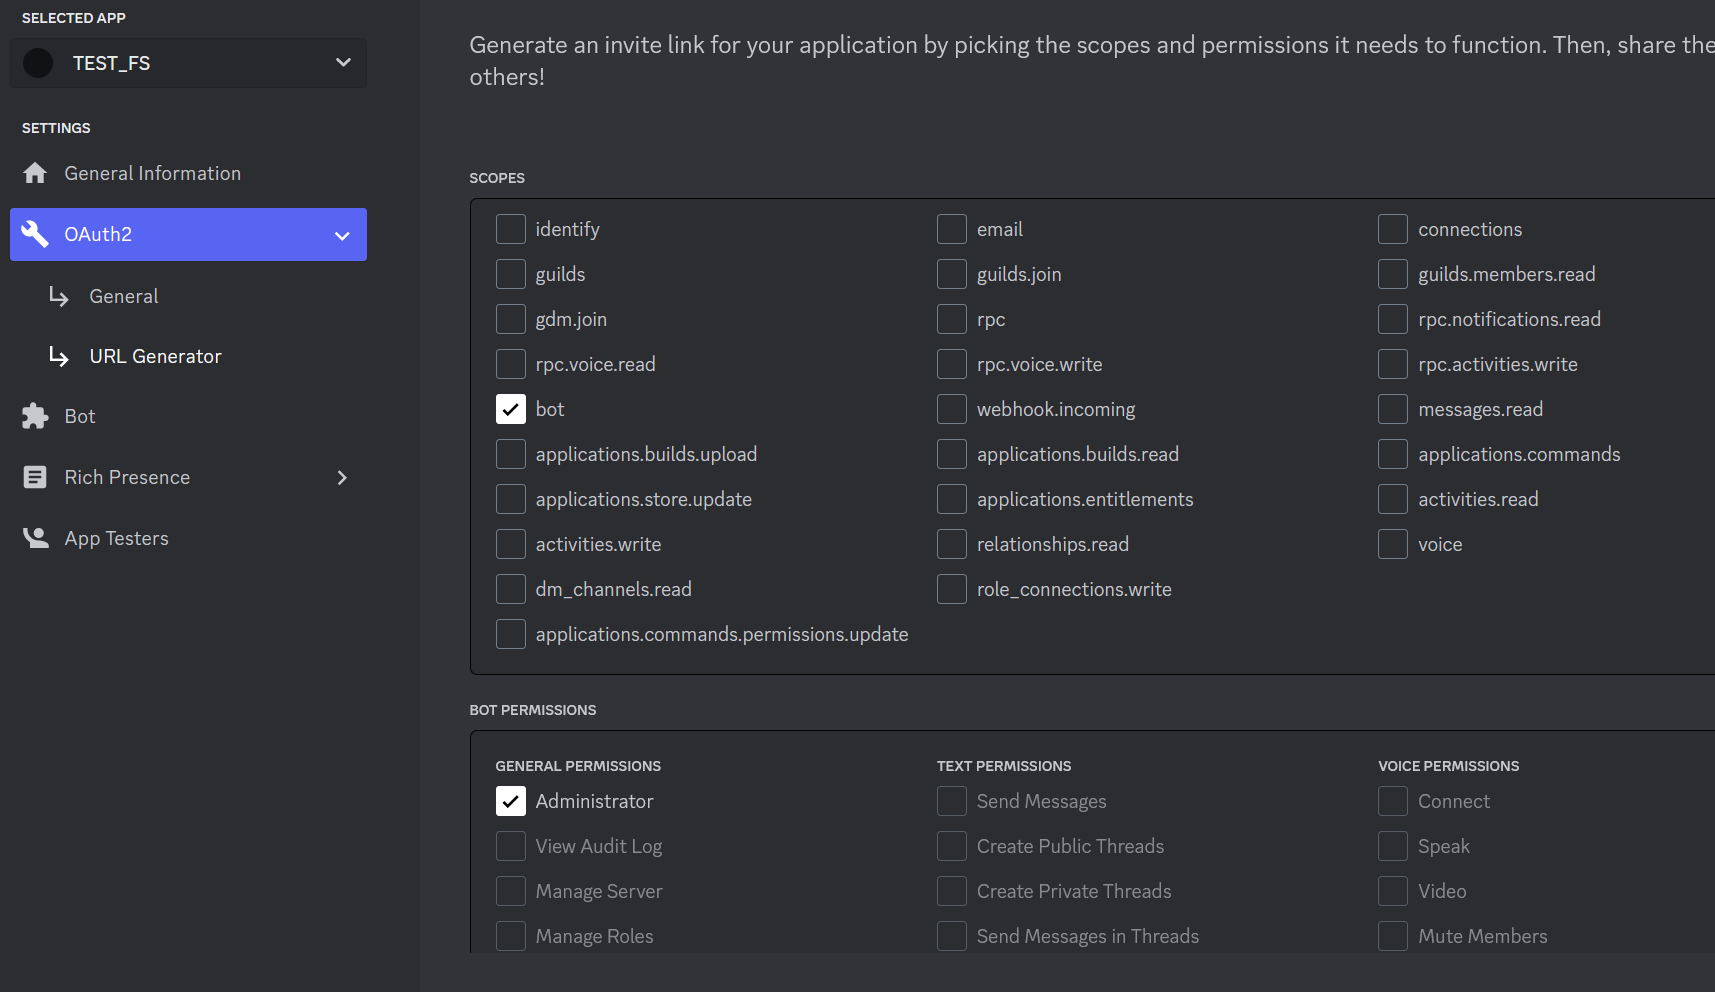 SELECTED APP
TEST_FS
SETTINGS
General Information
OAuth2
General
URL Generator
Bot
Rich Presence
App Testers
Generate an invite link for your application by picking the scopes and permissions it needs to function. Then, share the
others!
SCOPES
identify email connections
guilds guilds.join guilds.members.read
gdm.join rpc rpc.notifications.read
rpc.voice.read rpc.voice.write rpc.activities.write
bot webhook.incoming messages.read
applications.builds.upload applications.builds.read applications.commands
applications.store.update applications.entitlements activities.read
activities.write relationships.read voice
dm_channels.read role_connections.write
applications.commands.permissions.update
BOT PERMISSIONS
GENERAL PERMISSIONS TEXT PERMISSIONS VOICE PERMISSIONS
Administrator Send Messages Connect
View Audit Log Create Public Threads Speak
Manage Server Create Private Threads Video
Manage Roles Send Messages in Threads Mute Members